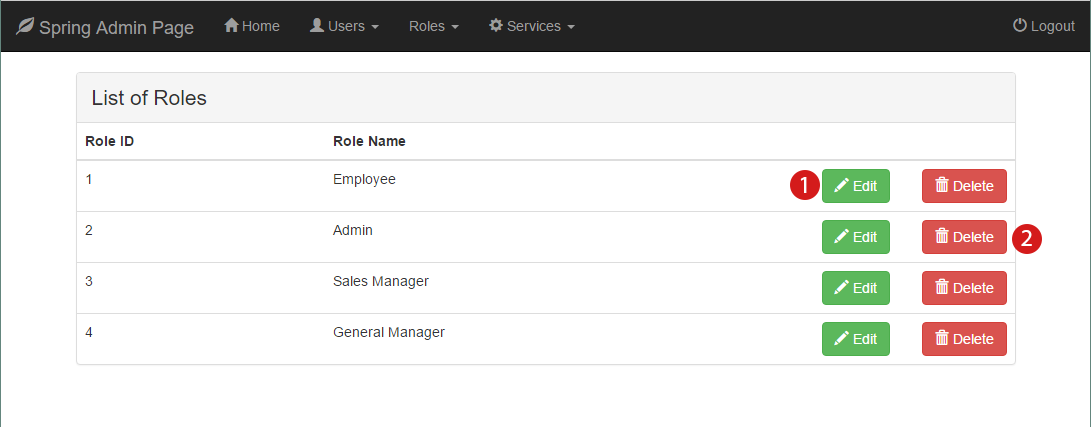 Spring Admin Page Home Users Roles Services Logout
List of Roles
Role ID Role Name
1 Employee 1 Edit Delete
2 Admin Edit Delete 2
3 Sales Manager Edit Delete
4 General Manager Edit Delete